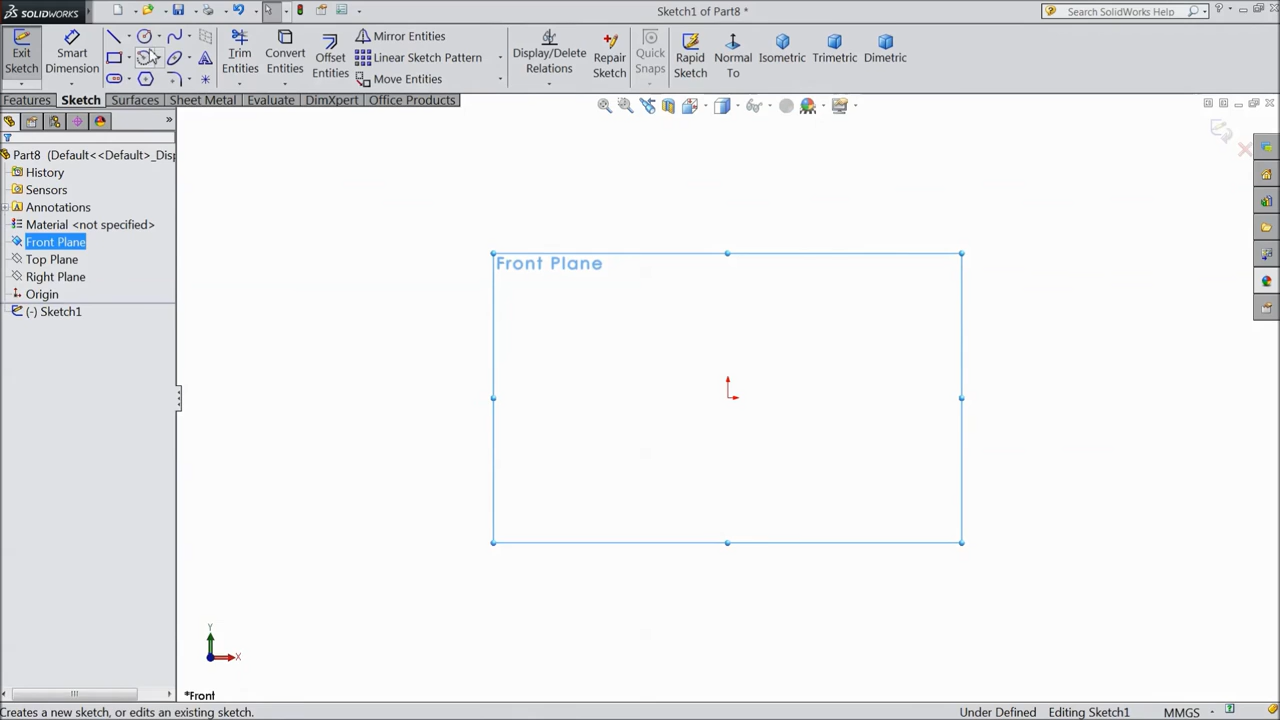 SOLIDWORKS
Sketch1 of Part8 *
Search SolidWorks Help
Exit Sketch
Smart Dimension
Trim Entities
Convert Entities
Offset Entities
Mirror Entities
Linear Sketch Pattern
Move Entities
Display/Delete Relations
Repair Sketch
Quick Snaps
Rapid Sketch
Normal To
Isometric
Trimetric
Dimetric
Features
Sketch
Surfaces
Sheet Metal
Evaluate
DimXpert
Office Products
Part8 (Default<<Default>_Disp
History
Sensors
Annotations
Material <not specified>
Front Plane
Top Plane
Right Plane
Origin
(-) Sketch1
Front Plane
Y
X
*Front
Creates a new sketch, or edits an existing sketch.
Under Defined
Editing Sketch1
MMGS